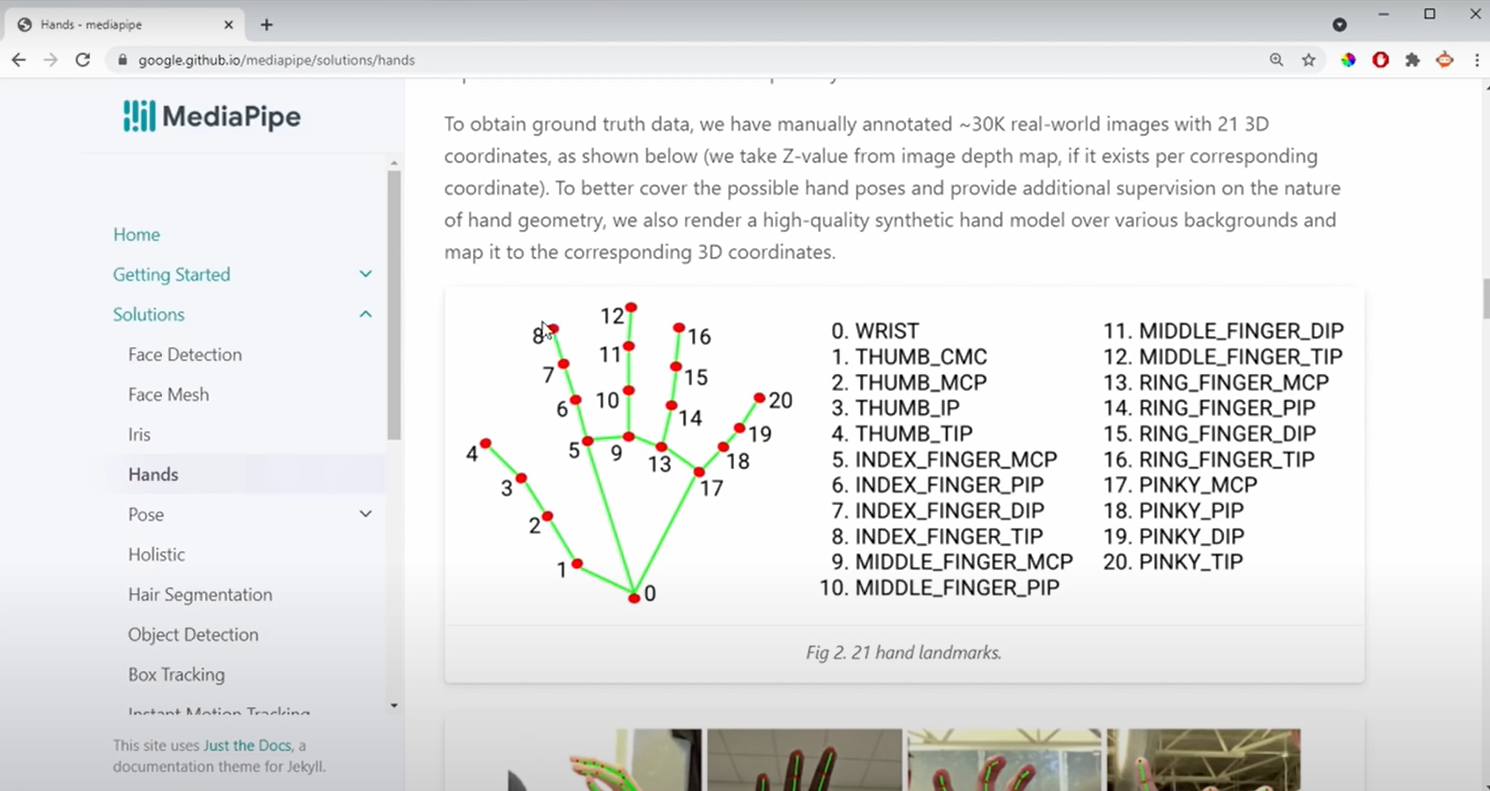 Hands - mediapipe
google.github.io/mediapipe/solutions/hands
MediaPipe
Home
Getting Started
Solutions
Face Detection
Face Mesh
Iris
Hands
Pose
Holistic
Hair Segmentation
Object Detection
Box Tracking
Instant Motion Tracking
This site uses Just the Docs, a
documentation theme for Jekyll.
To obtain ground truth data, we have manually annotated ~30K real-world images with 21 3D
coordinates, as shown below (we take Z-value from image depth map, if it exists per corresponding
coordinate). To better cover the possible hand poses and provide additional supervision on the nature
of hand geometry, we also render a high-quality synthetic hand model over various backgrounds and
map it to the corresponding 3D coordinates.
12
8 16
11
7 15
6 10 14 20
4 5 9 13 19
3 17 18
2
1
0
0. WRIST
1. THUMB_CMC
2. THUMB_MCP
3. THUMB_IP
4. THUMB_TIP
5. INDEX_FINGER_MCP
6. INDEX_FINGER_PIP
7. INDEX_FINGER_DIP
8. INDEX_FINGER_TIP
9. MIDDLE_FINGER_MCP
10. MIDDLE_FINGER_PIP
11. MIDDLE_FINGER_DIP
12. MIDDLE_FINGER_TIP
13. RING_FINGER_MCP
14. RING_FINGER_PIP
15. RING_FINGER_DIP
16. RING_FINGER_TIP
17. PINKY_MCP
18. PINKY_PIP
19. PINKY_DIP
20. PINKY_TIP
Fig 2. 21 hand landmarks.